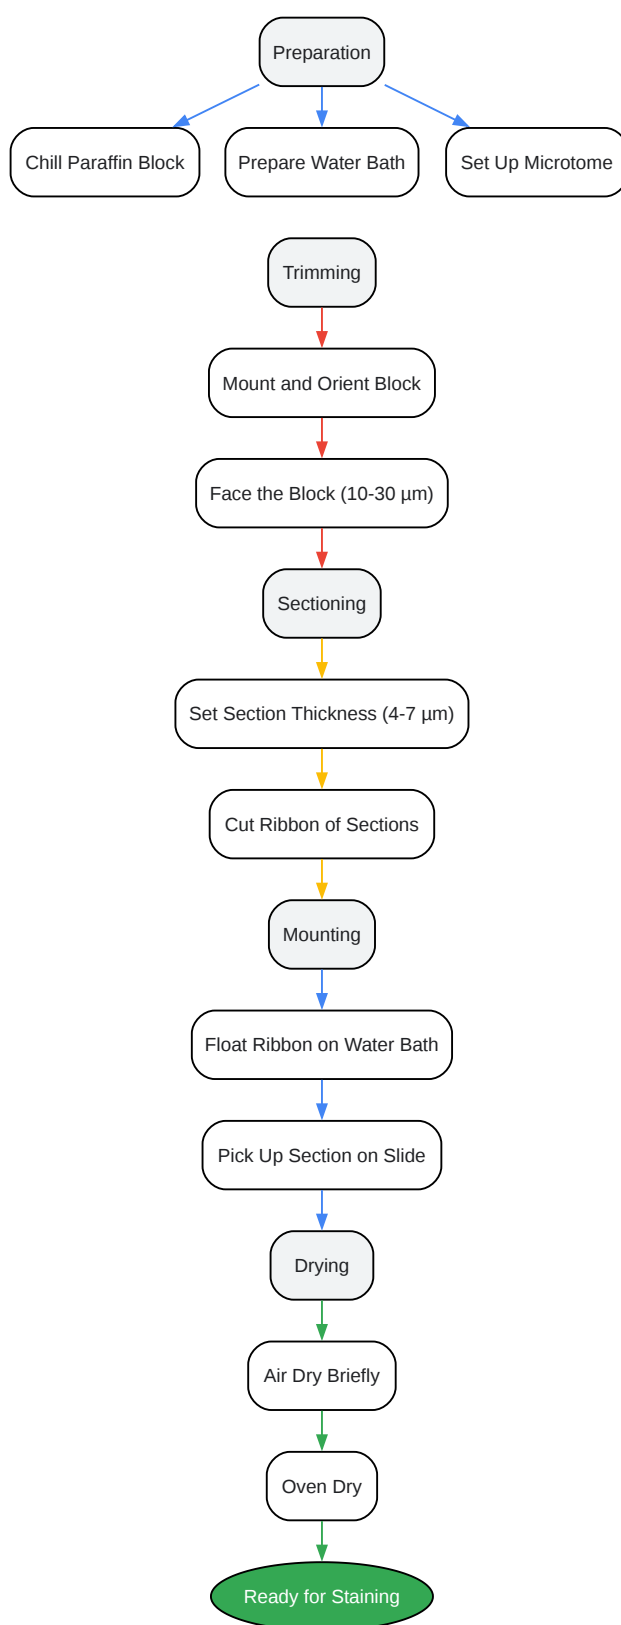 Preparation
Chill Paraffin Block
Prepare Water Bath
Set Up Microtome
Trimming
Mount and Orient Block
Face the Block (10-30 µm)
Sectioning
Set Section Thickness (4-7 µm)
Cut Ribbon of Sections
Mounting
Float Ribbon on Water Bath
Pick Up Section on Slide
Drying
Air Dry Briefly
Oven Dry
Ready for Staining